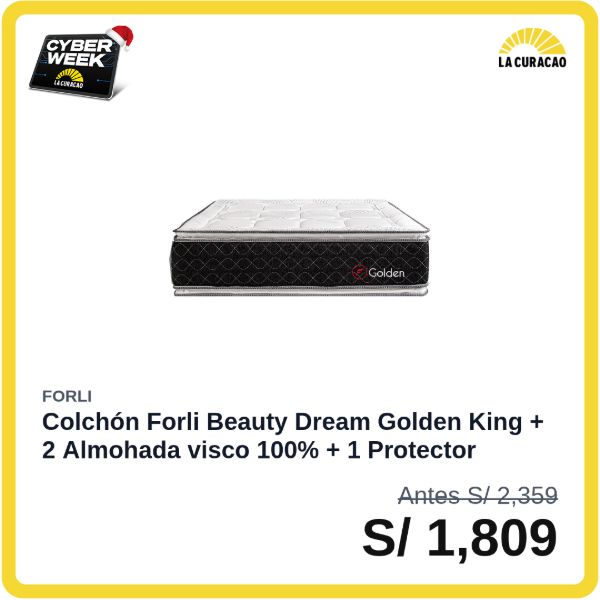 CYBER
WEEK
LA CURACAO
LA CURACAO
Golden
FORLI
Colchón Forli Beauty Dream Golden King +
2 Almohada visco 100% + 1 Protector
Antes S/ 2,359
S/ 1,809